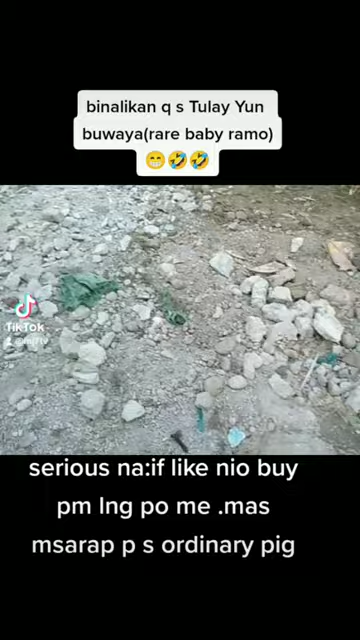 binalikan q s Tulay Yun
buwaya(rare baby ramo)
😁🤣🤣
TikTok
serious na:if like nio buy
pm lng po me .mas
msarap p s ordinary pig